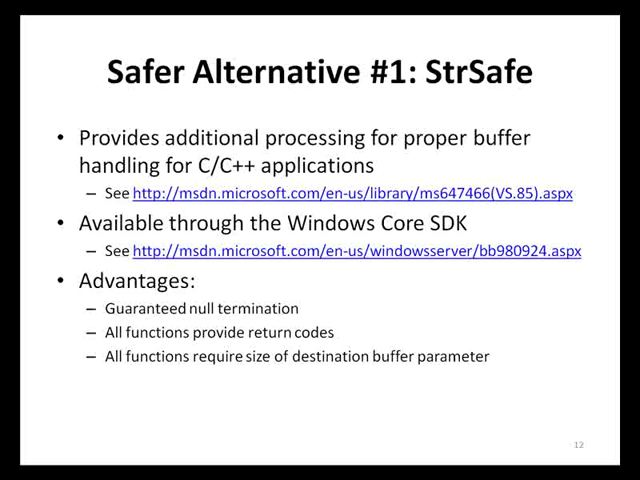 Safer Alternative #1: StrSafe
• Provides additional processing for proper buffer
handling for C/C++ applications
– See http://msdn.microsoft.com/en-us/library/ms647466(VS.85).aspx
• Available through the Windows Core SDK
– See http://msdn.microsoft.com/en-us/windowsserver/bb980924.aspx
• Advantages:
– Guaranteed null termination
– All functions provide return codes
– All functions require size of destination buffer parameter
12